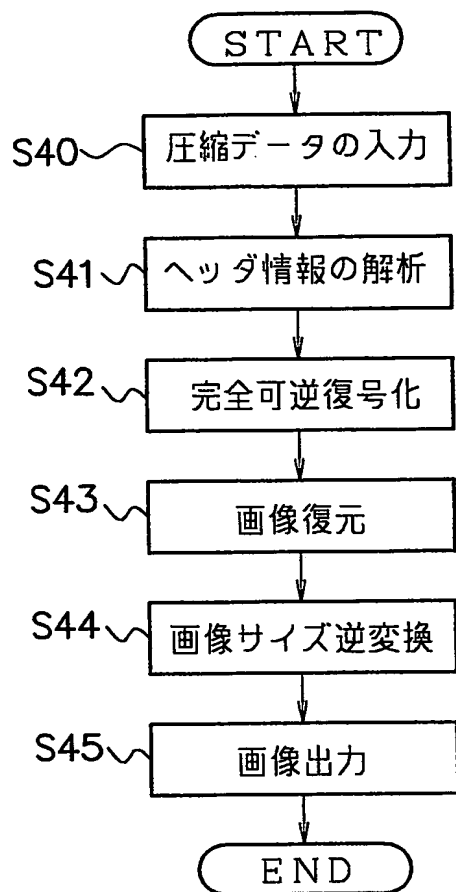 START
S40 圧縮データの入力
S41 ヘッダ情報の解析
S42 完全可逆復号化
S43 画像復元
S44 画像サイズ逆変換
S45 画像出力
END